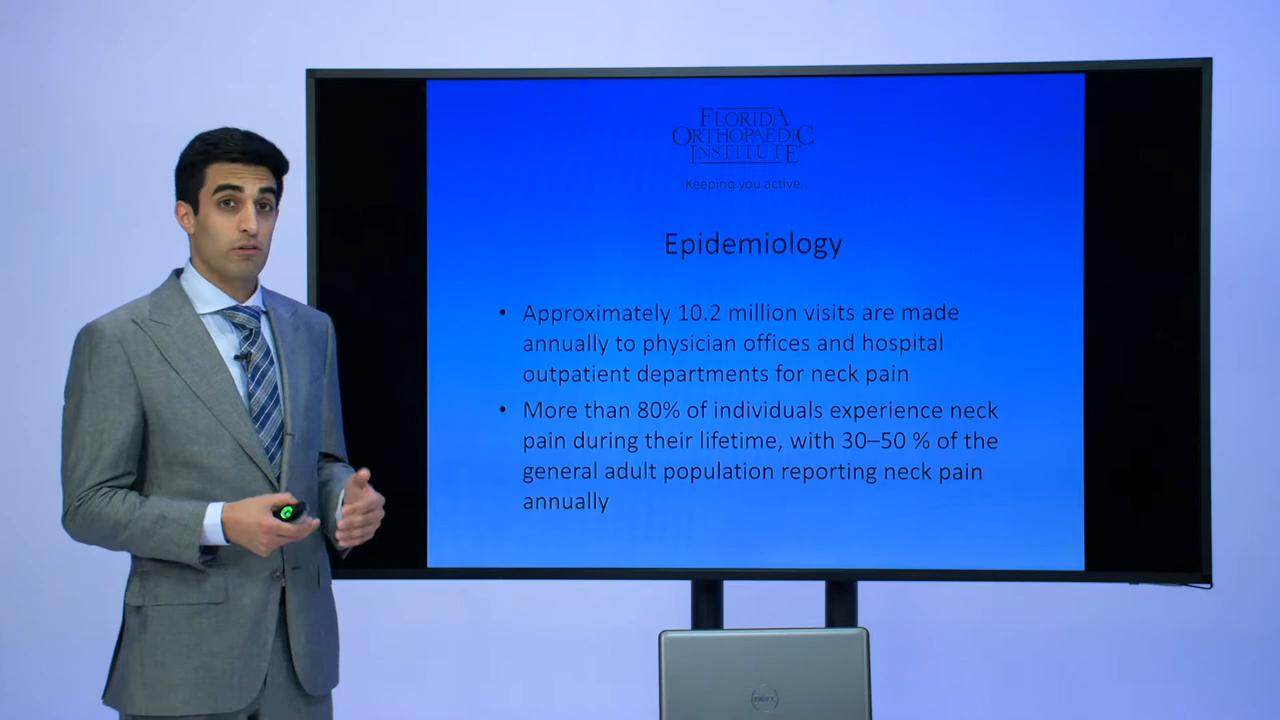 FLORIDA
ORTHOPAEDIC
INSTITUTE
Keeping you active.
Epidemiology
• Approximately 10.2 million visits are made
annually to physician offices and hospital
outpatient departments for neck pain
• More than 80% of individuals experience neck
pain during their lifetime, with 30–50 % of the
general adult population reporting neck pain
annually
DELL